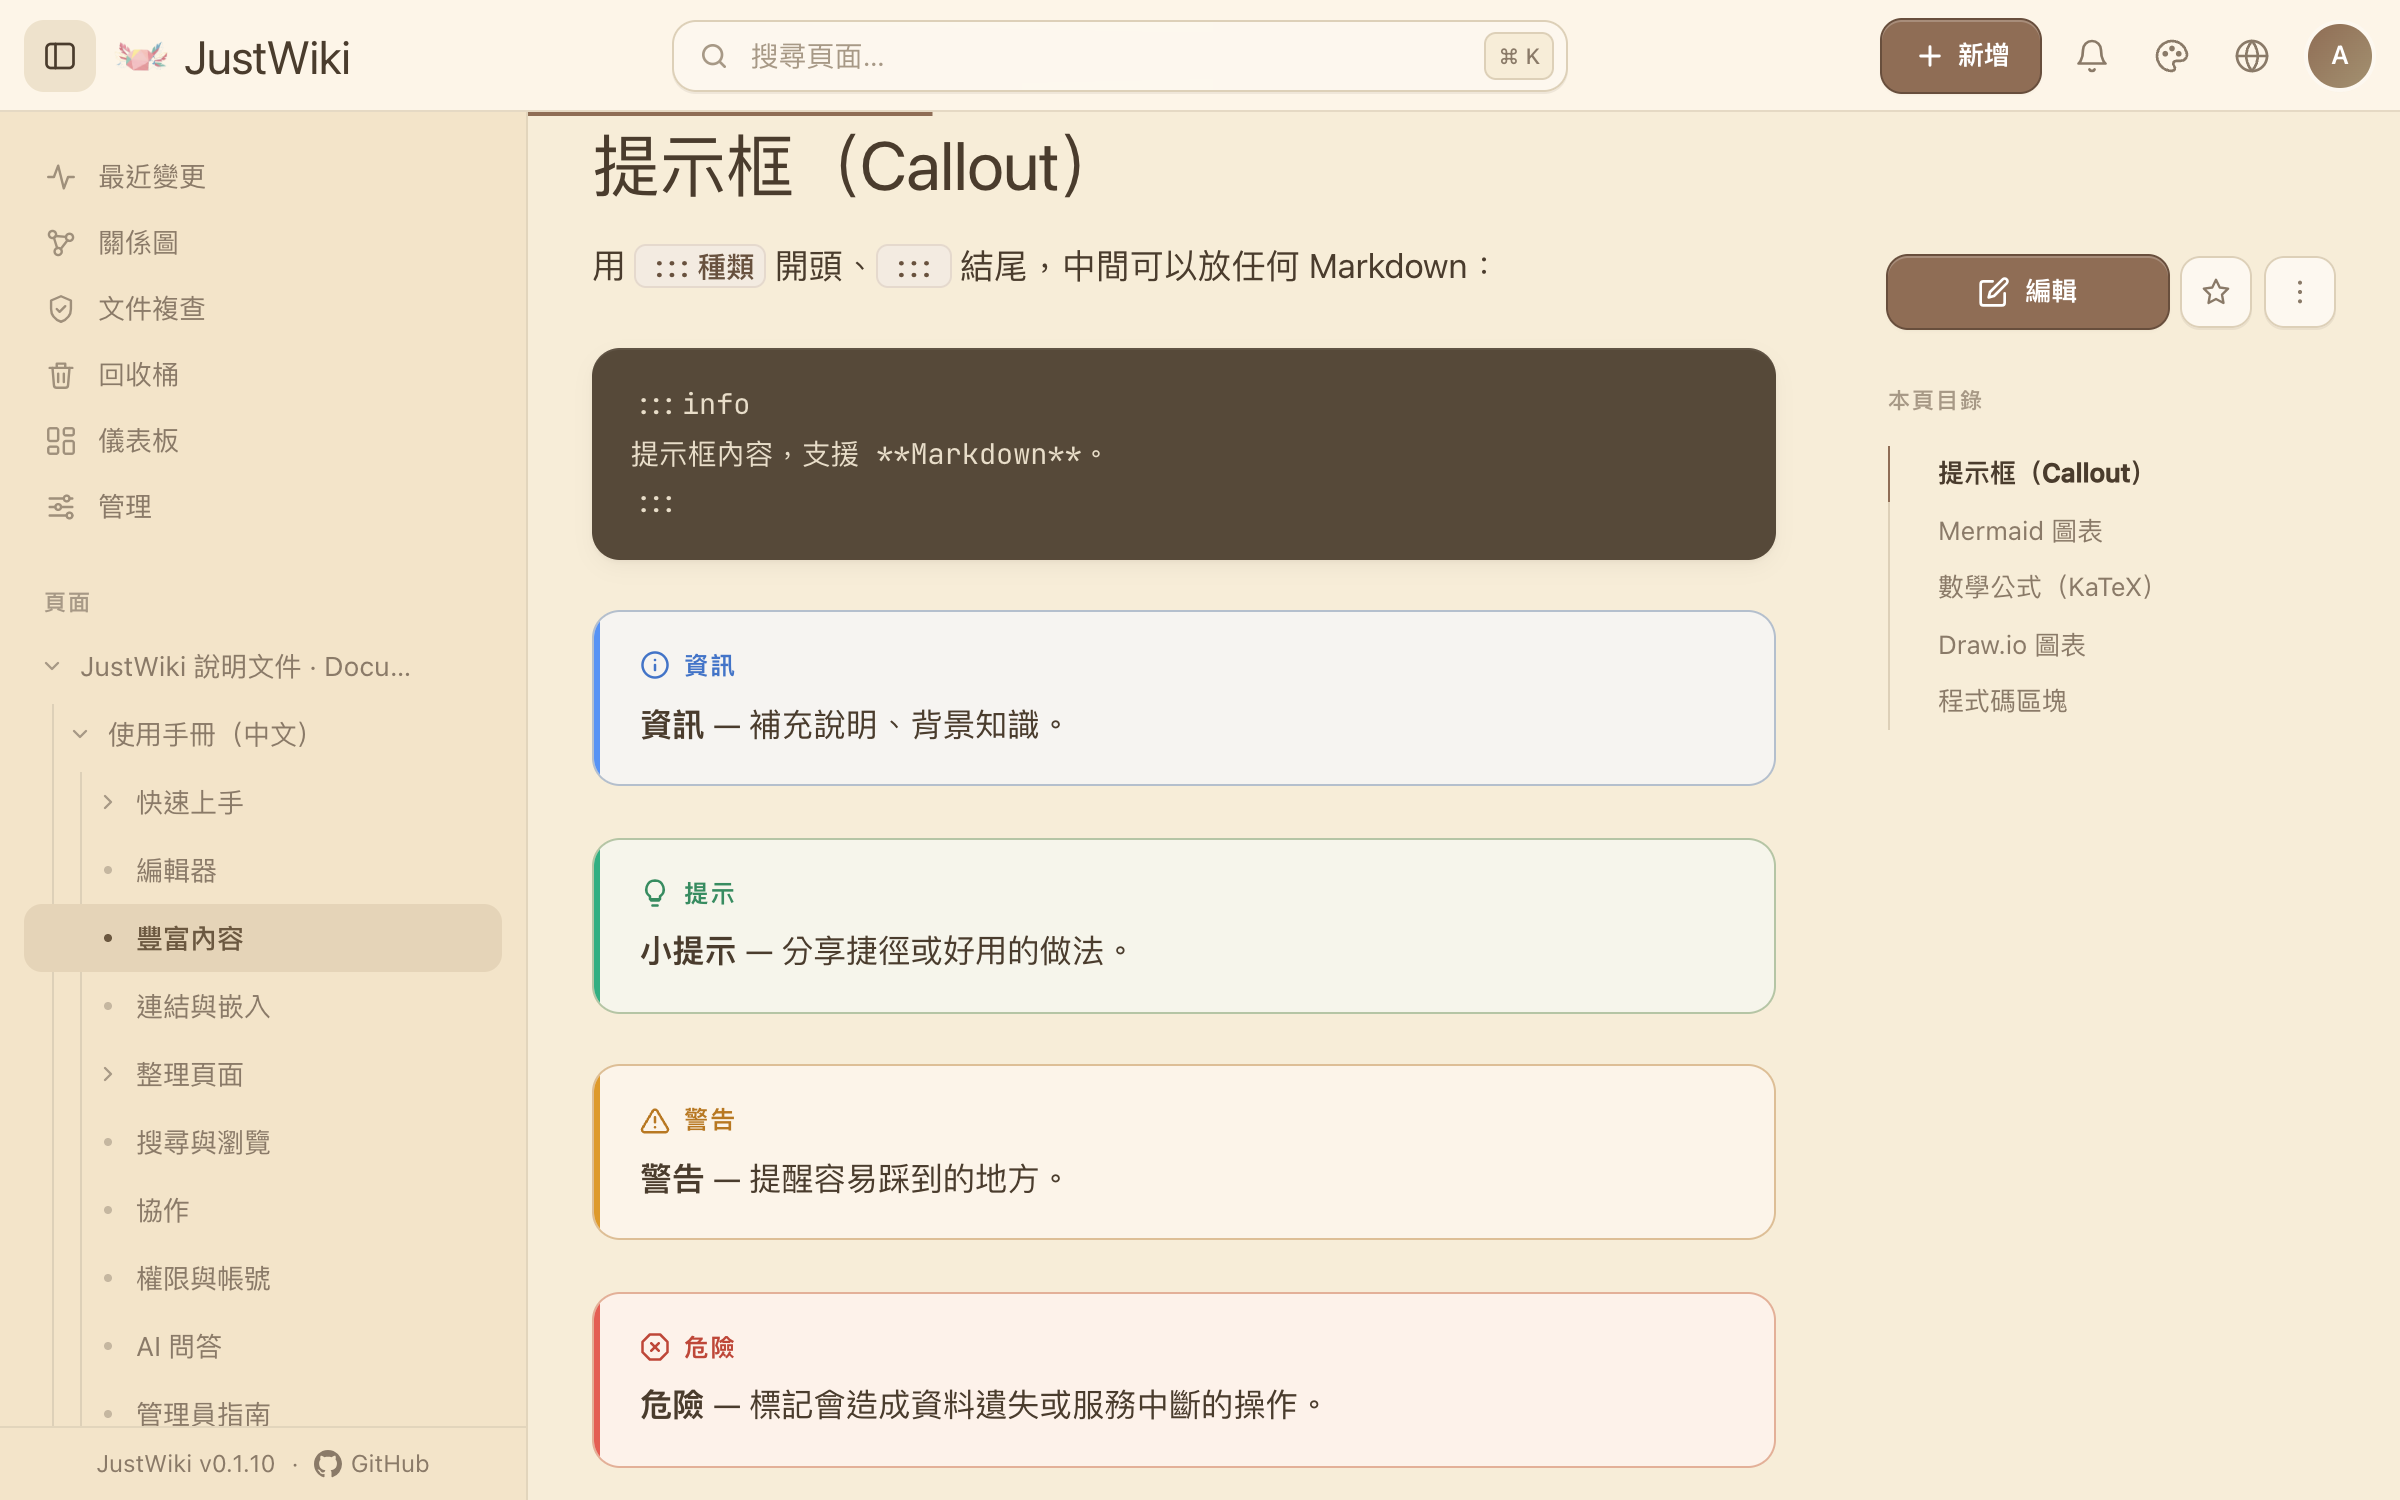 JustWiki
搜尋頁面...
⌘ K
新增
A
最近變更
關係圖
文件複查
回收桶
儀表板
管理
頁面
JustWiki 說明文件 · Docu...
使用手冊（中文）
快速上手
編輯器
豐富內容
連結與嵌入
整理頁面
搜尋與瀏覽
協作
權限與帳號
AI 問答
管理員指南
JustWiki v0.1.10 · GitHub
提示框（Callout）
用 :::種類 開頭、 ::: 結尾，中間可以放任何 Markdown：
:::info
提示框內容，支援 **Markdown**。
:::
資訊
資訊 — 補充說明、背景知識。
提示
小提示 — 分享捷徑或好用的做法。
警告
警告 — 提醒容易踩到的地方。
危險
危險 — 標記會造成資料遺失或服務中斷的操作。
編輯
本頁目錄
提示框（Callout）
Mermaid 圖表
數學公式（KaTeX）
Draw.io 圖表
程式碼區塊